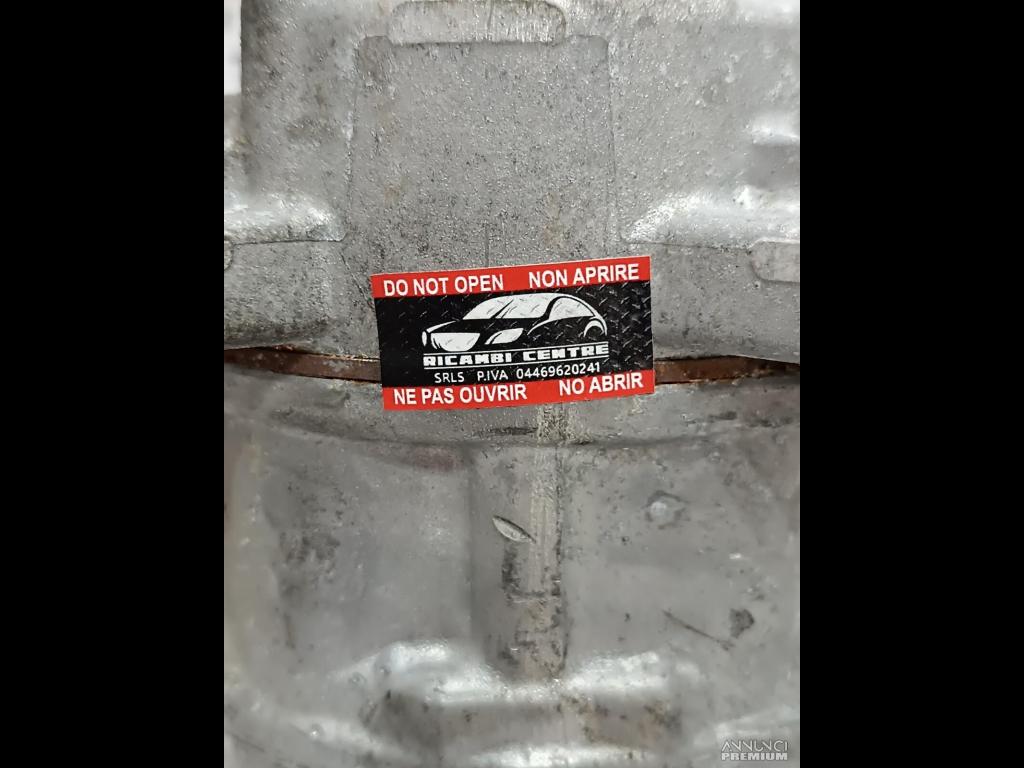 DO NOT OPEN NON APRIRE
RICAMBI CENTRE
SRLS P.IVA 04469620241
NE PAS OUVRIR NO ABRIR
ANNUNCI
PREMIUM